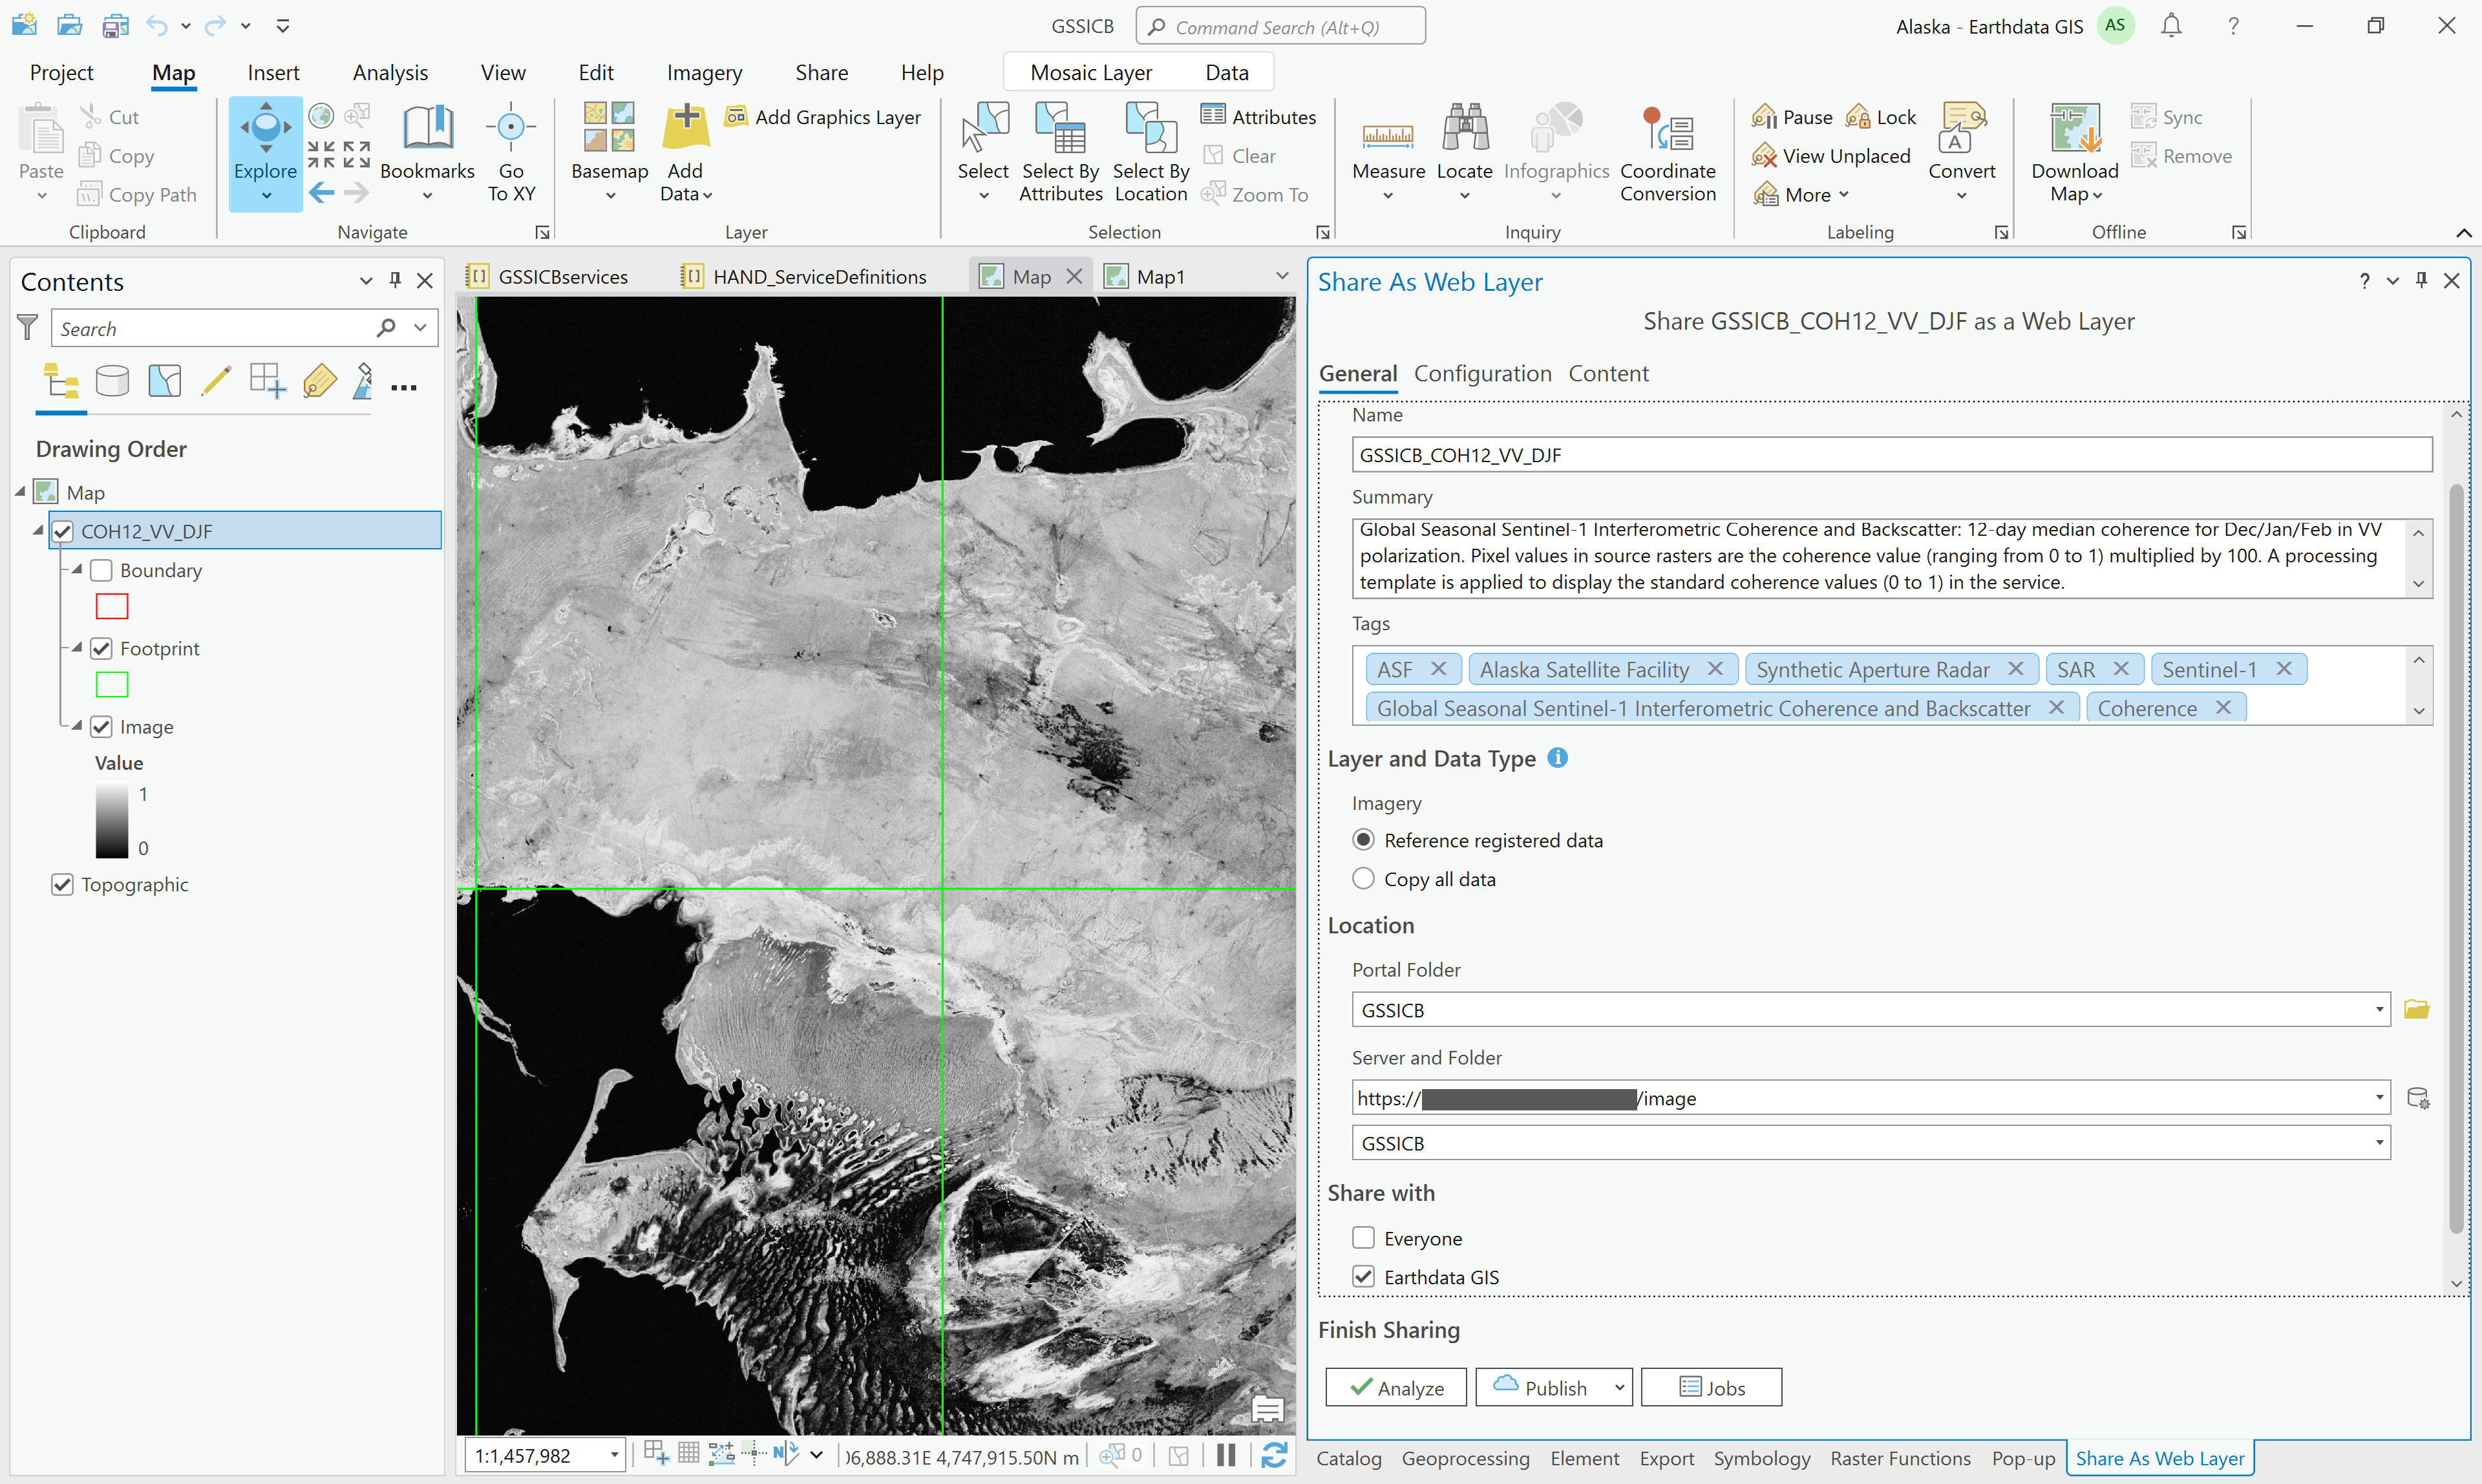 GSSICB
Command Search (Alt+Q)
Alaska - Earthdata GIS
AS
?
Project
Map
Insert
Analysis
View
Edit
Imagery
Share
Help
Mosaic Layer
Data
Paste
Cut
Copy
Copy Path
Clipboard
Explore
Bookmarks
Go
To XY
Navigate
Basemap
Add
Data
Add Graphics Layer
Layer
Select
Select By
Attributes
Select By
Location
Attributes
Clear
Zoom To
Selection
Measure
Locate
Infographics
Coordinate
Conversion
Inquiry
Pause
Lock
View Unplaced
More
Convert
Labeling
Download
Map
Sync
Remove
Offline
Contents
Search
Drawing Order
Map
COH12_VV_DJF
Boundary
Footprint
Image
Value
1
0
Topographic
GSSICBservices
HAND_ServiceDefinitions
Map
Map1
1:1,457,982
)6,888.31E 4,747,915.50N m
0
Share As Web Layer
?
Share GSSICB_COH12_VV_DJF as a Web Layer
General
Configuration
Content
Name
GSSICB_COH12_VV_DJF
Summary
Global Seasonal Sentinel-1 Interferometric Coherence and Backscatter: 12-day median coherence for Dec/Jan/Feb in VV
polarization. Pixel values in source rasters are the coherence value (ranging from 0 to 1) multiplied by 100. A processing
template is applied to display the standard coherence values (0 to 1) in the service.
Tags
ASF
Alaska Satellite Facility
Synthetic Aperture Radar
SAR
Sentinel-1
Global Seasonal Sentinel-1 Interferometric Coherence and Backscatter
Coherence
Layer and Data Type
Imagery
Reference registered data
Copy all data
Location
Portal Folder
GSSICB
Server and Folder
https:// /image
GSSICB
Share with
Everyone
Earthdata GIS
Finish Sharing
Analyze
Publish
Jobs
Catalog
Geoprocessing
Element
Export
Symbology
Raster Functions
Pop-up
Share As Web Layer